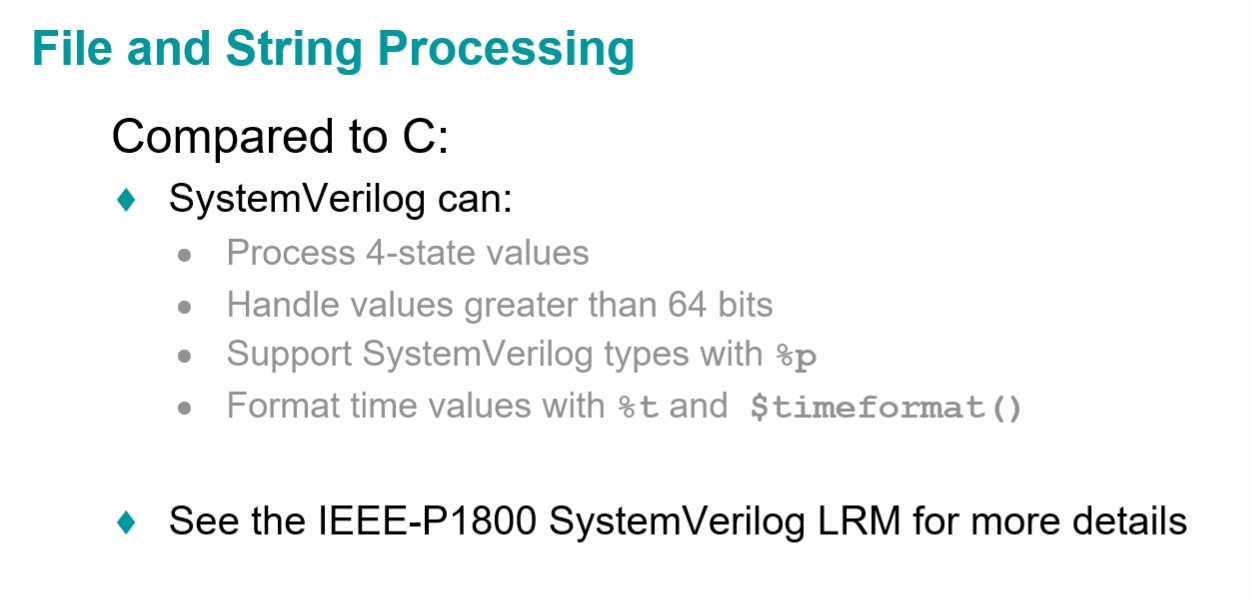 File and String Processing
Compared to C:
♦ SystemVerilog can:
• Process 4-state values
• Handle values greater than 64 bits
• Support SystemVerilog types with %p
• Format time values with %t and $timeformat()
♦ See the IEEE-P1800 SystemVerilog LRM for more details